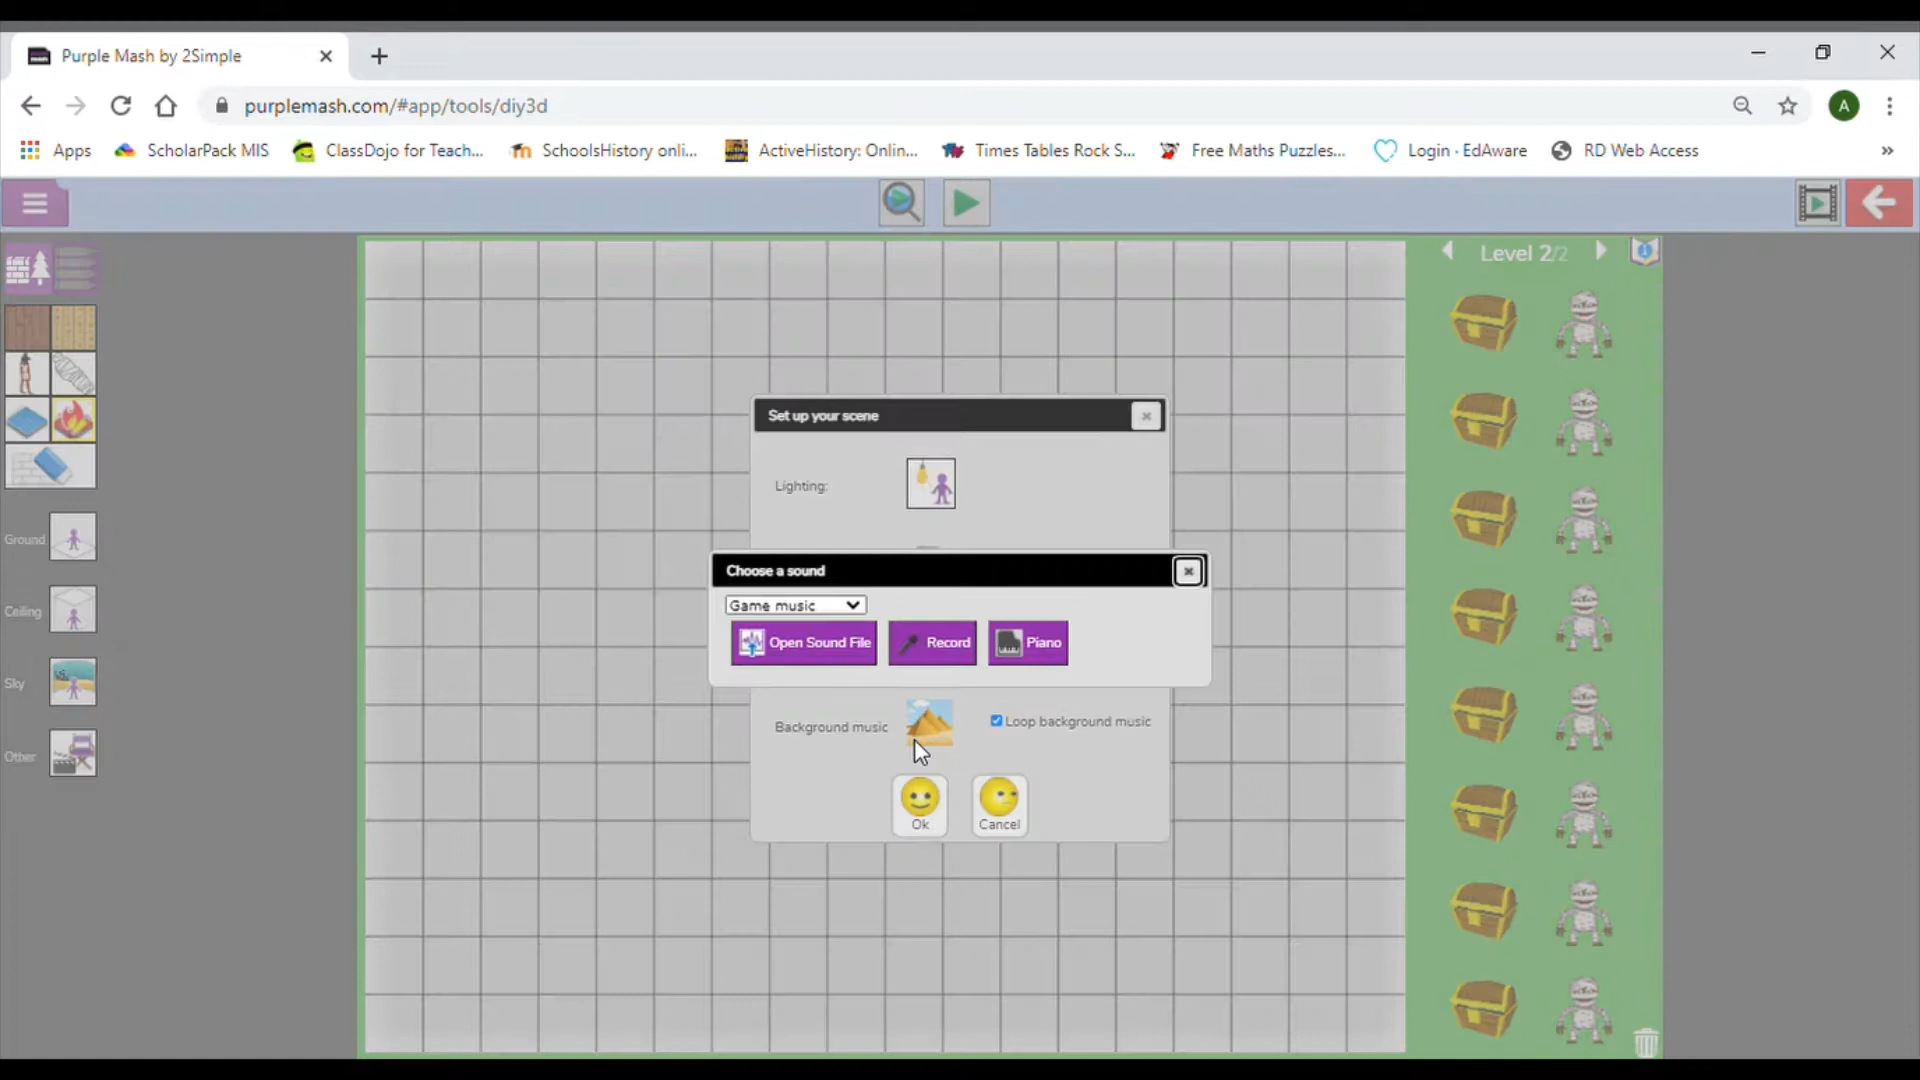 Purple Mash by 2Simple
purplemash.com/#app/tools/diy3d
A
Apps ScholarPack MIS ClassDojo for Teach... SchoolsHistory onli... ActiveHistory: Onlin... Times Tables Rock S... Free Maths Puzzles... Login · EdAware RD Web Access »
Level 2/2
Set up your scene
Lighting:
Choose a sound
Game music
Open Sound File Record Piano
Background music Loop background music
Ok Cancel
Ground
Ceiling
Sky
Other